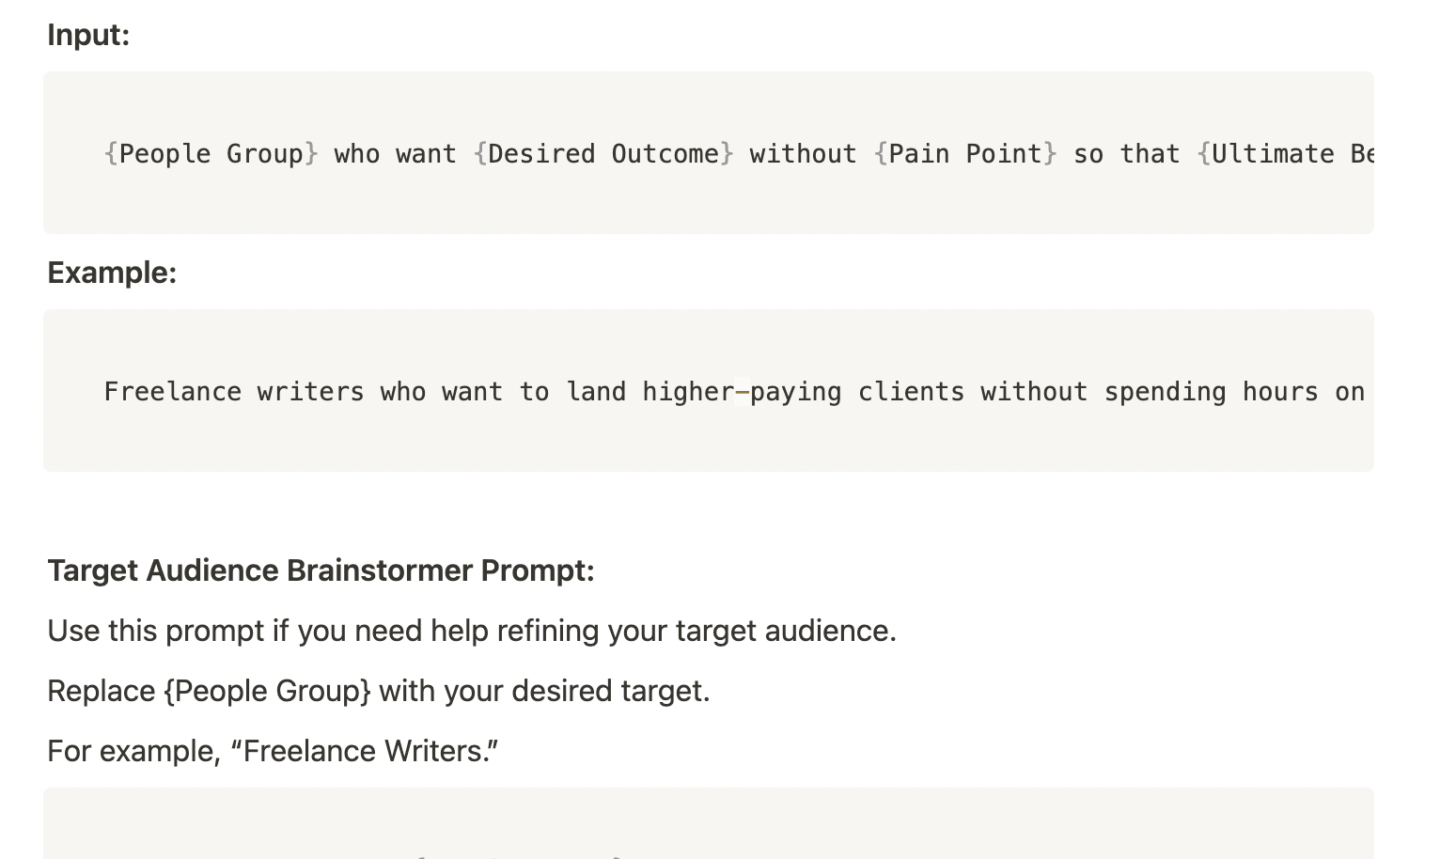 Input:
{People Group} who want {Desired Outcome} without {Pain Point} so that {Ultimate Be
Example:
Freelance writers who want to land higher-paying clients without spending hours on
Target Audience Brainstormer Prompt:
Use this prompt if you need help refining your target audience.
Replace {People Group} with your desired target.
For example, “Freelance Writers.”